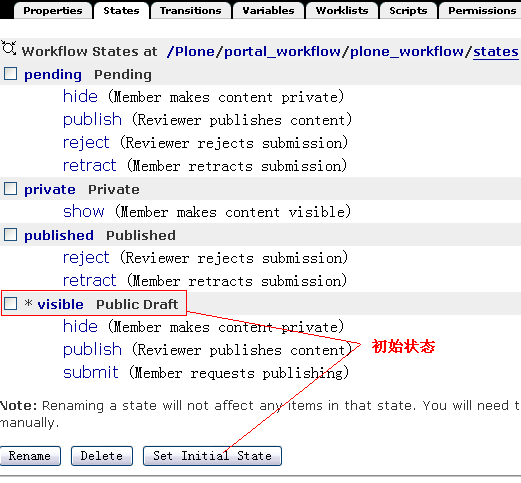 Properties States Transitions Variables Worklists Scripts Permissions
Workflow States at /Plone/portal_workflow/plone_workflow/states
pending Pending
hide (Member makes content private)
publish (Reviewer publishes content)
reject (Reviewer rejects submission)
retract (Member retracts submission)
private Private
show (Member makes content visible)
published Published
reject (Reviewer rejects submission)
retract (Member retracts submission)
* visible Public Draft
hide (Member makes content private)
publish (Reviewer publishes content)
初始状态
submit (Member requests publishing)
Note: Renaming a state will not affect any items in that state. You will need t
manually.
Rename Delete Set Initial State